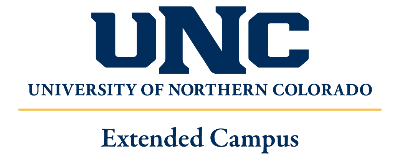 UNC
UNIVERSITY OF NORTHERN COLORADO
Extended Campus